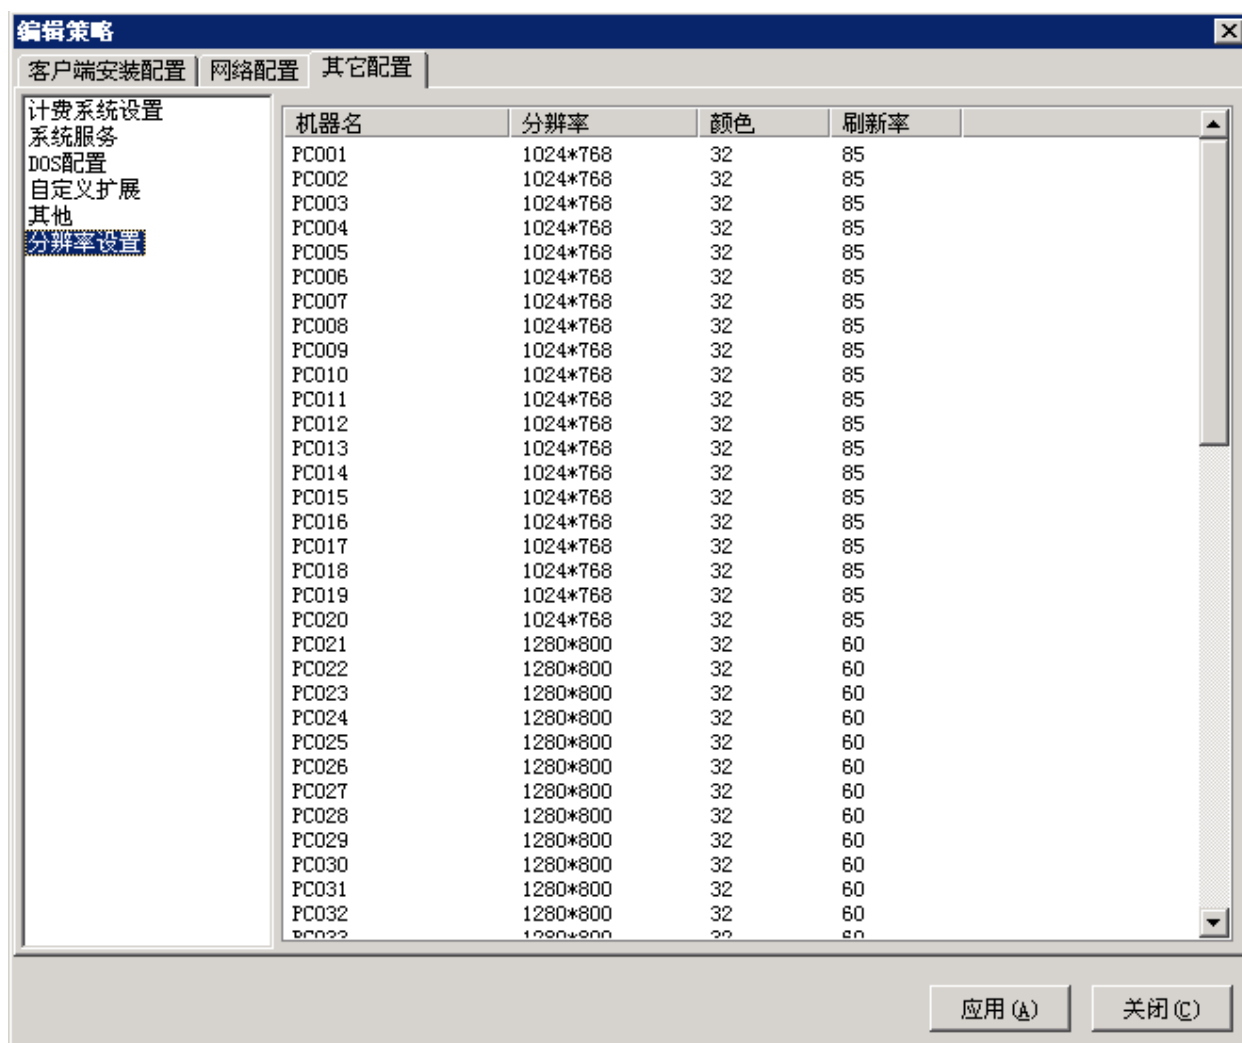 编辑策略
客户端安装配置 网络配置 其它配置
计费系统设置
系统服务
DOS配置
自定义扩展
其他
分辨率设置
机器名 分辨率 颜色 刷新率
PC001 1024*768 32 85
PC002 1024*768 32 85
PC003 1024*768 32 85
PC004 1024*768 32 85
PC005 1024*768 32 85
PC006 1024*768 32 85
PC007 1024*768 32 85
PC008 1024*768 32 85
PC009 1024*768 32 85
PC010 1024*768 32 85
PC011 1024*768 32 85
PC012 1024*768 32 85
PC013 1024*768 32 85
PC014 1024*768 32 85
PC015 1024*768 32 85
PC016 1024*768 32 85
PC017 1024*768 32 85
PC018 1024*768 32 85
PC019 1024*768 32 85
PC020 1024*768 32 85
PC021 1280*800 32 60
PC022 1280*800 32 60
PC023 1280*800 32 60
PC024 1280*800 32 60
PC025 1280*800 32 60
PC026 1280*800 32 60
PC027 1280*800 32 60
PC028 1280*800 32 60
PC029 1280*800 32 60
PC030 1280*800 32 60
PC031 1280*800 32 60
PC032 1280*800 32 60
PC033 1280*800 32 60
应用(A) 关闭(C)